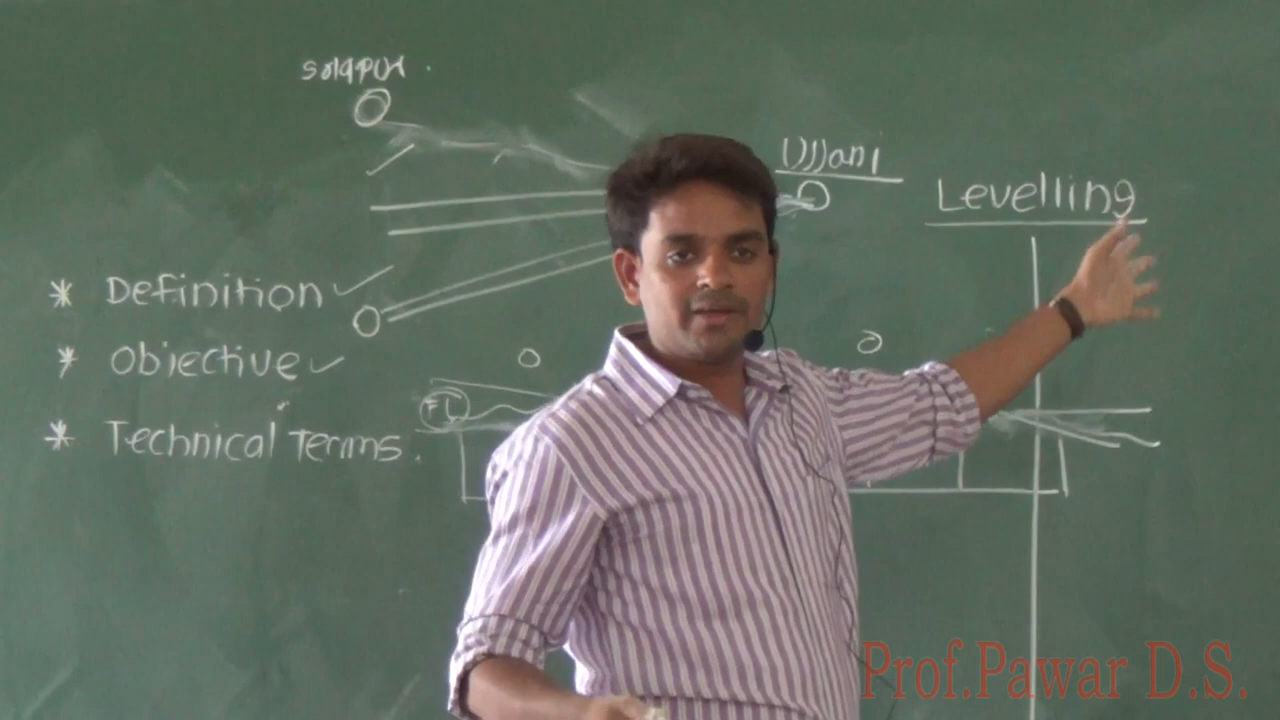 Solapur
Ujjani
Levelling
* Definition ✓
* Objective ✓
FL
* Technical Terms.
Prof.Pawar D.S.